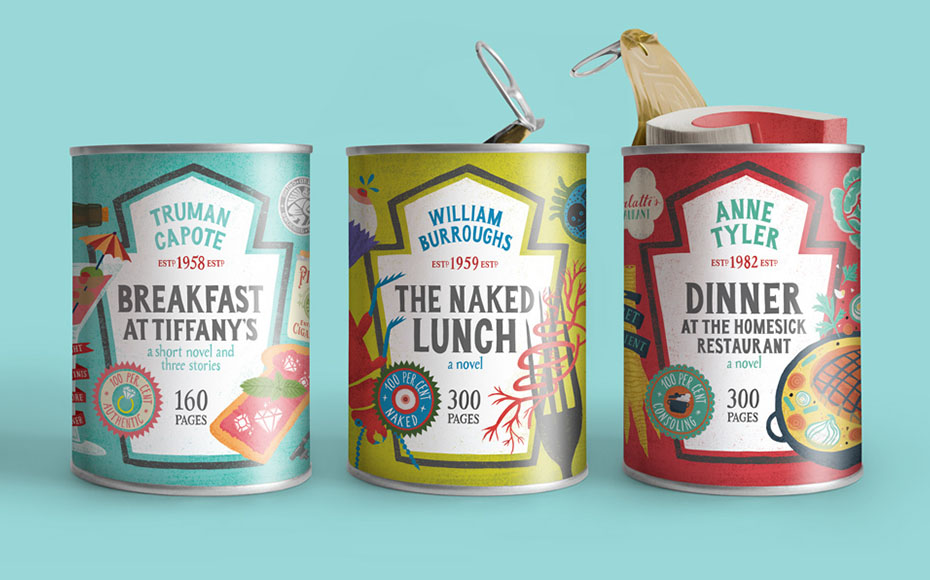 TRUMAN
CAPOTE
ESTD 1958 ESTD
BREAKFAST
AT TIFFANY'S
a short novel and
three stories
100 PER CENT
AUTHENTIC
160
PAGES
WILLIAM
BURROUGHS
ESTD 1959 ESTD
THE NAKED
LUNCH
a novel
100 PER CENT
NAKED
300
PAGES
ANNE
TYLER
ESTD 1982 ESTD
DINNER
AT THE HOMESICK
RESTAURANT
a novel
100 PER CENT
CONSOLING
300
PAGES